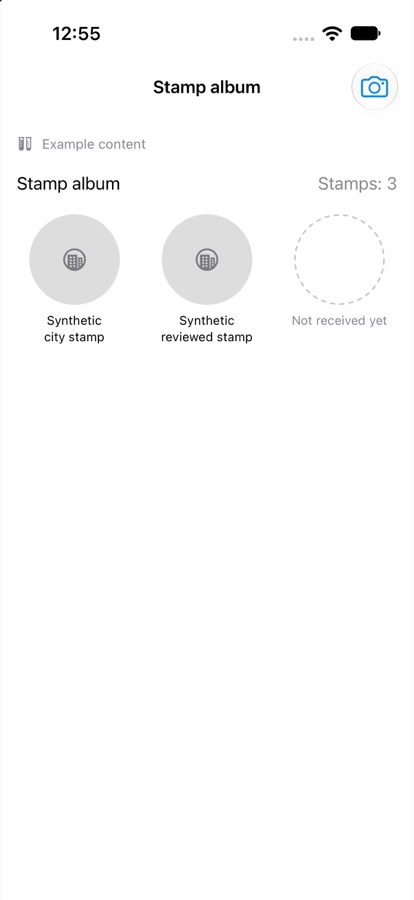 12:55
Stamp album
Example content
Stamp album
Stamps: 3
Synthetic
city stamp
Synthetic
reviewed stamp
Not received yet